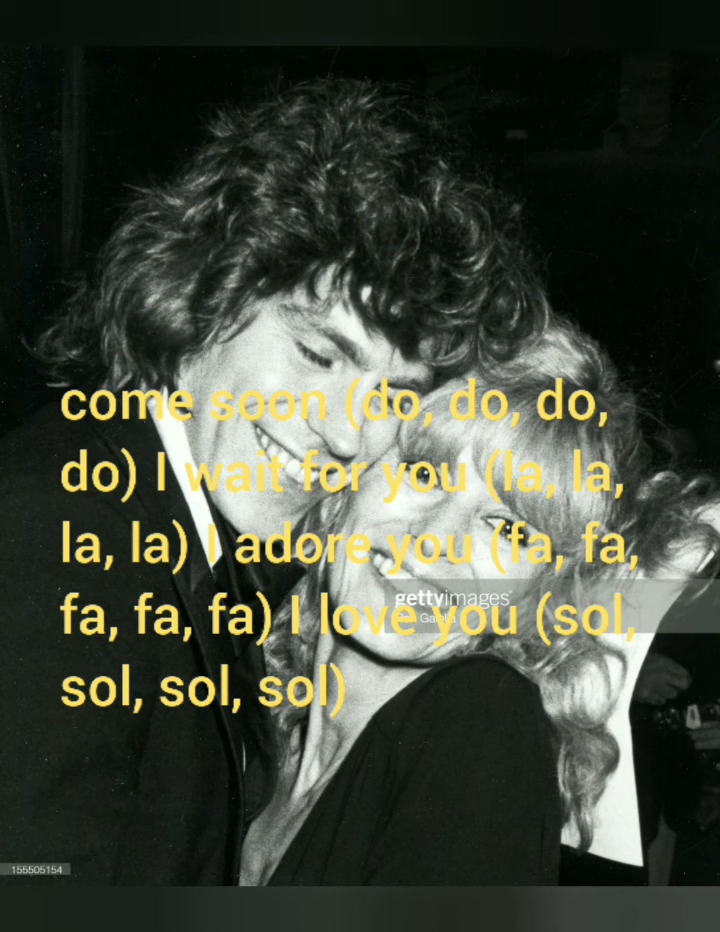 come soon (do, do, do,
do) I wait for you (la, la,
la, la) I adore you (fa, fa,
fa, fa, fa) I love you (sol,
sol, sol, sol)
gettyimages
Galella
155505154